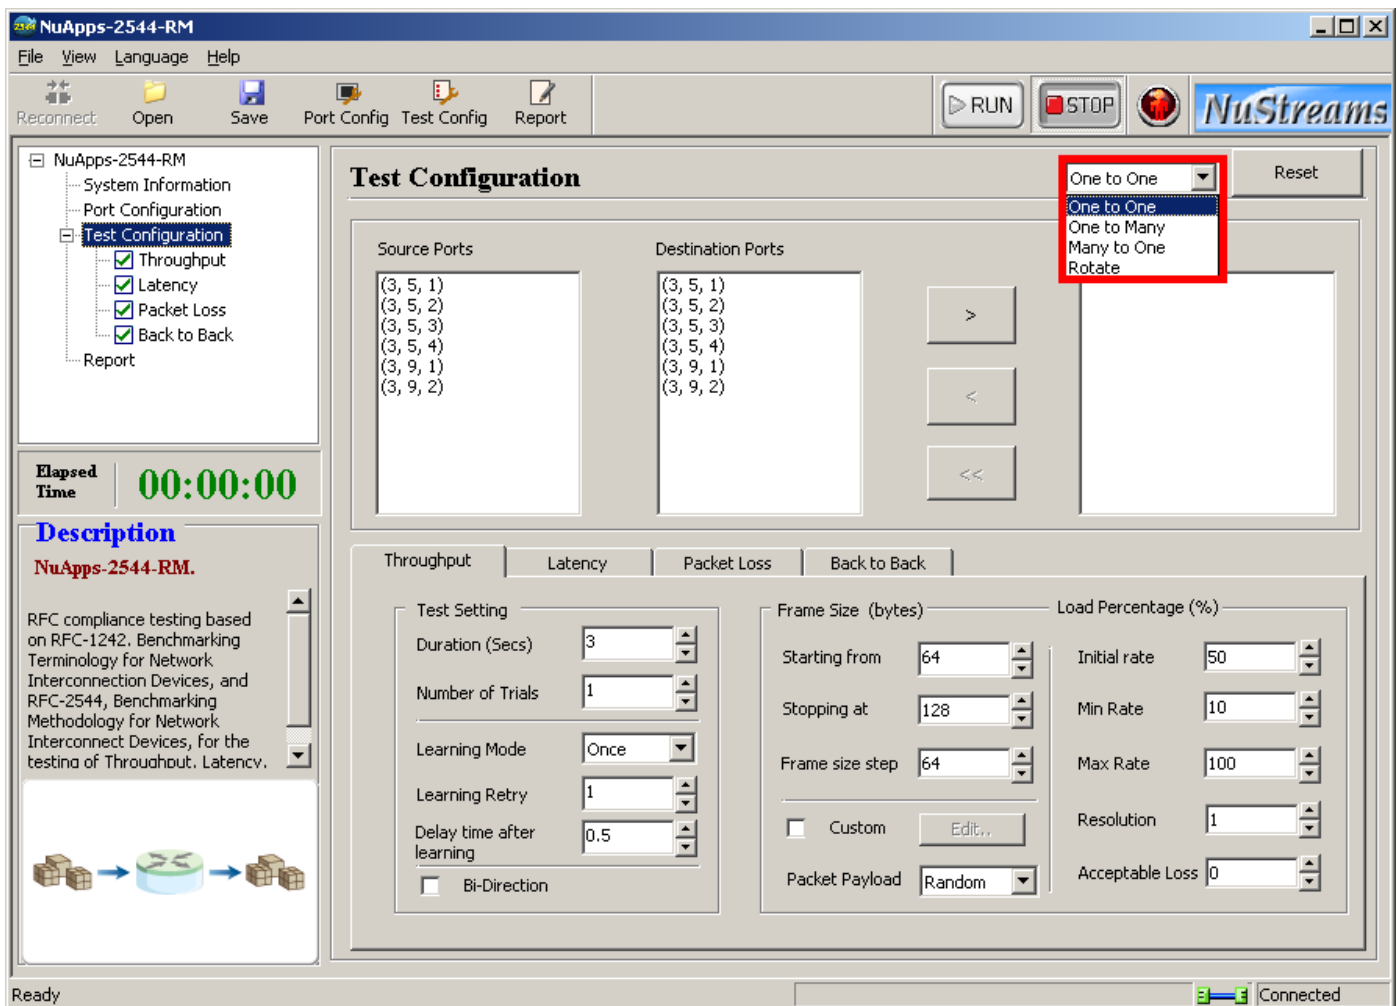 NuApps-2544-RM
File View Language Help
Reconnect Open Save Port Config Test Config Report
RUN STOP NuStreams
NuApps-2544-RM
System Information
Port Configuration
Test Configuration
Throughput
Latency
Packet Loss
Back to Back
Report
Elapsed Time 00:00:00
Description
NuApps-2544-RM.
RFC compliance testing based
on RFC-1242. Benchmarking
Terminology for Network
Interconnection Devices, and
RFC-2544, Benchmarking
Methodology for Network
Interconnect Devices, for the
testing of Throughput, Latency,
Test Configuration
One to One
Reset
One to One
One to Many
Many to One
Rotate
Source Ports
(3, 5, 1)
(3, 5, 2)
(3, 5, 3)
(3, 5, 4)
(3, 9, 1)
(3, 9, 2)
Destination Ports
(3, 5, 1)
(3, 5, 2)
(3, 5, 3)
(3, 5, 4)
(3, 9, 1)
(3, 9, 2)
>
<
<<
Throughput Latency Packet Loss Back to Back
Test Setting
Duration (Secs) 3
Number of Trials 1
Learning Mode Once
Learning Retry 1
Delay time after learning 0.5
Bi-Direction
Frame Size (bytes)
Starting from 64
Stopping at 128
Frame size step 64
Custom Edit..
Packet Payload Random
Load Percentage (%)
Initial rate 50
Min Rate 10
Max Rate 100
Resolution 1
Acceptable Loss 0
Ready
Connected